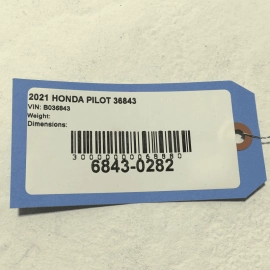 2021 HONDA PILOT 36843
VIN: B036843
Weight:
Dimensions:
6843-0282